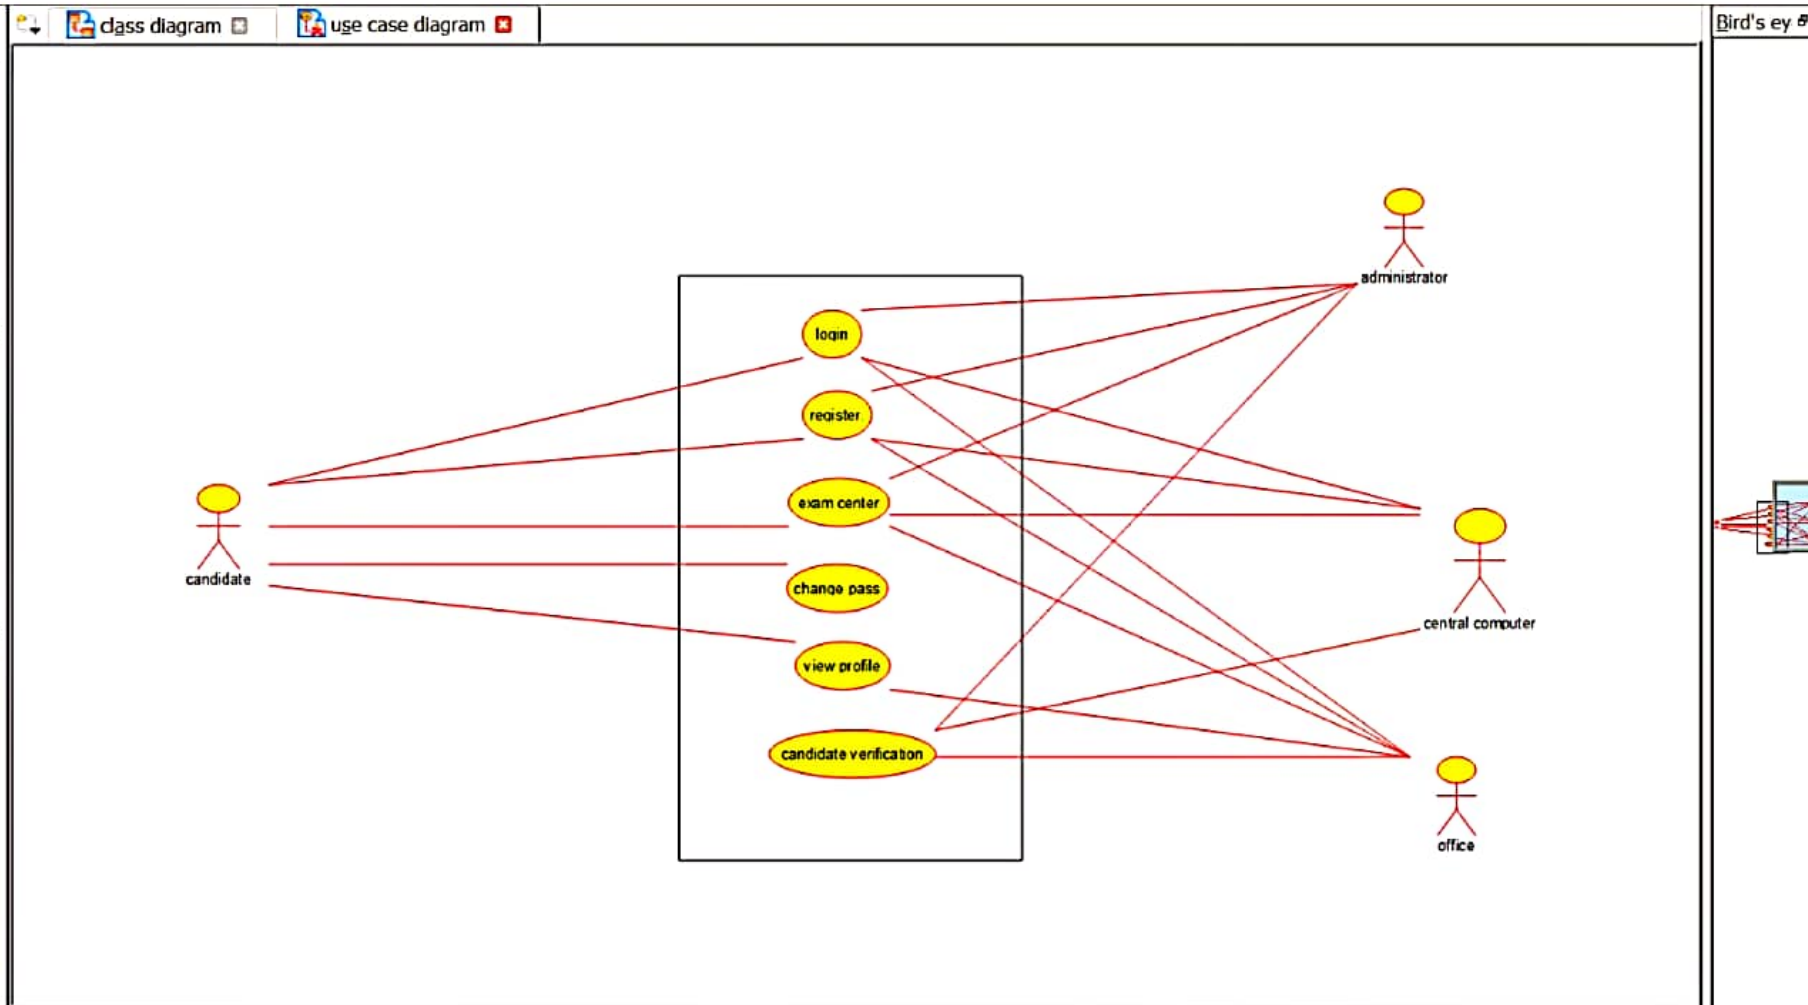 class diagram
use case diagram
Bird's ey
administrator
login
register
exam center
candidate
change pass
central computer
view profile
candidate verification
office